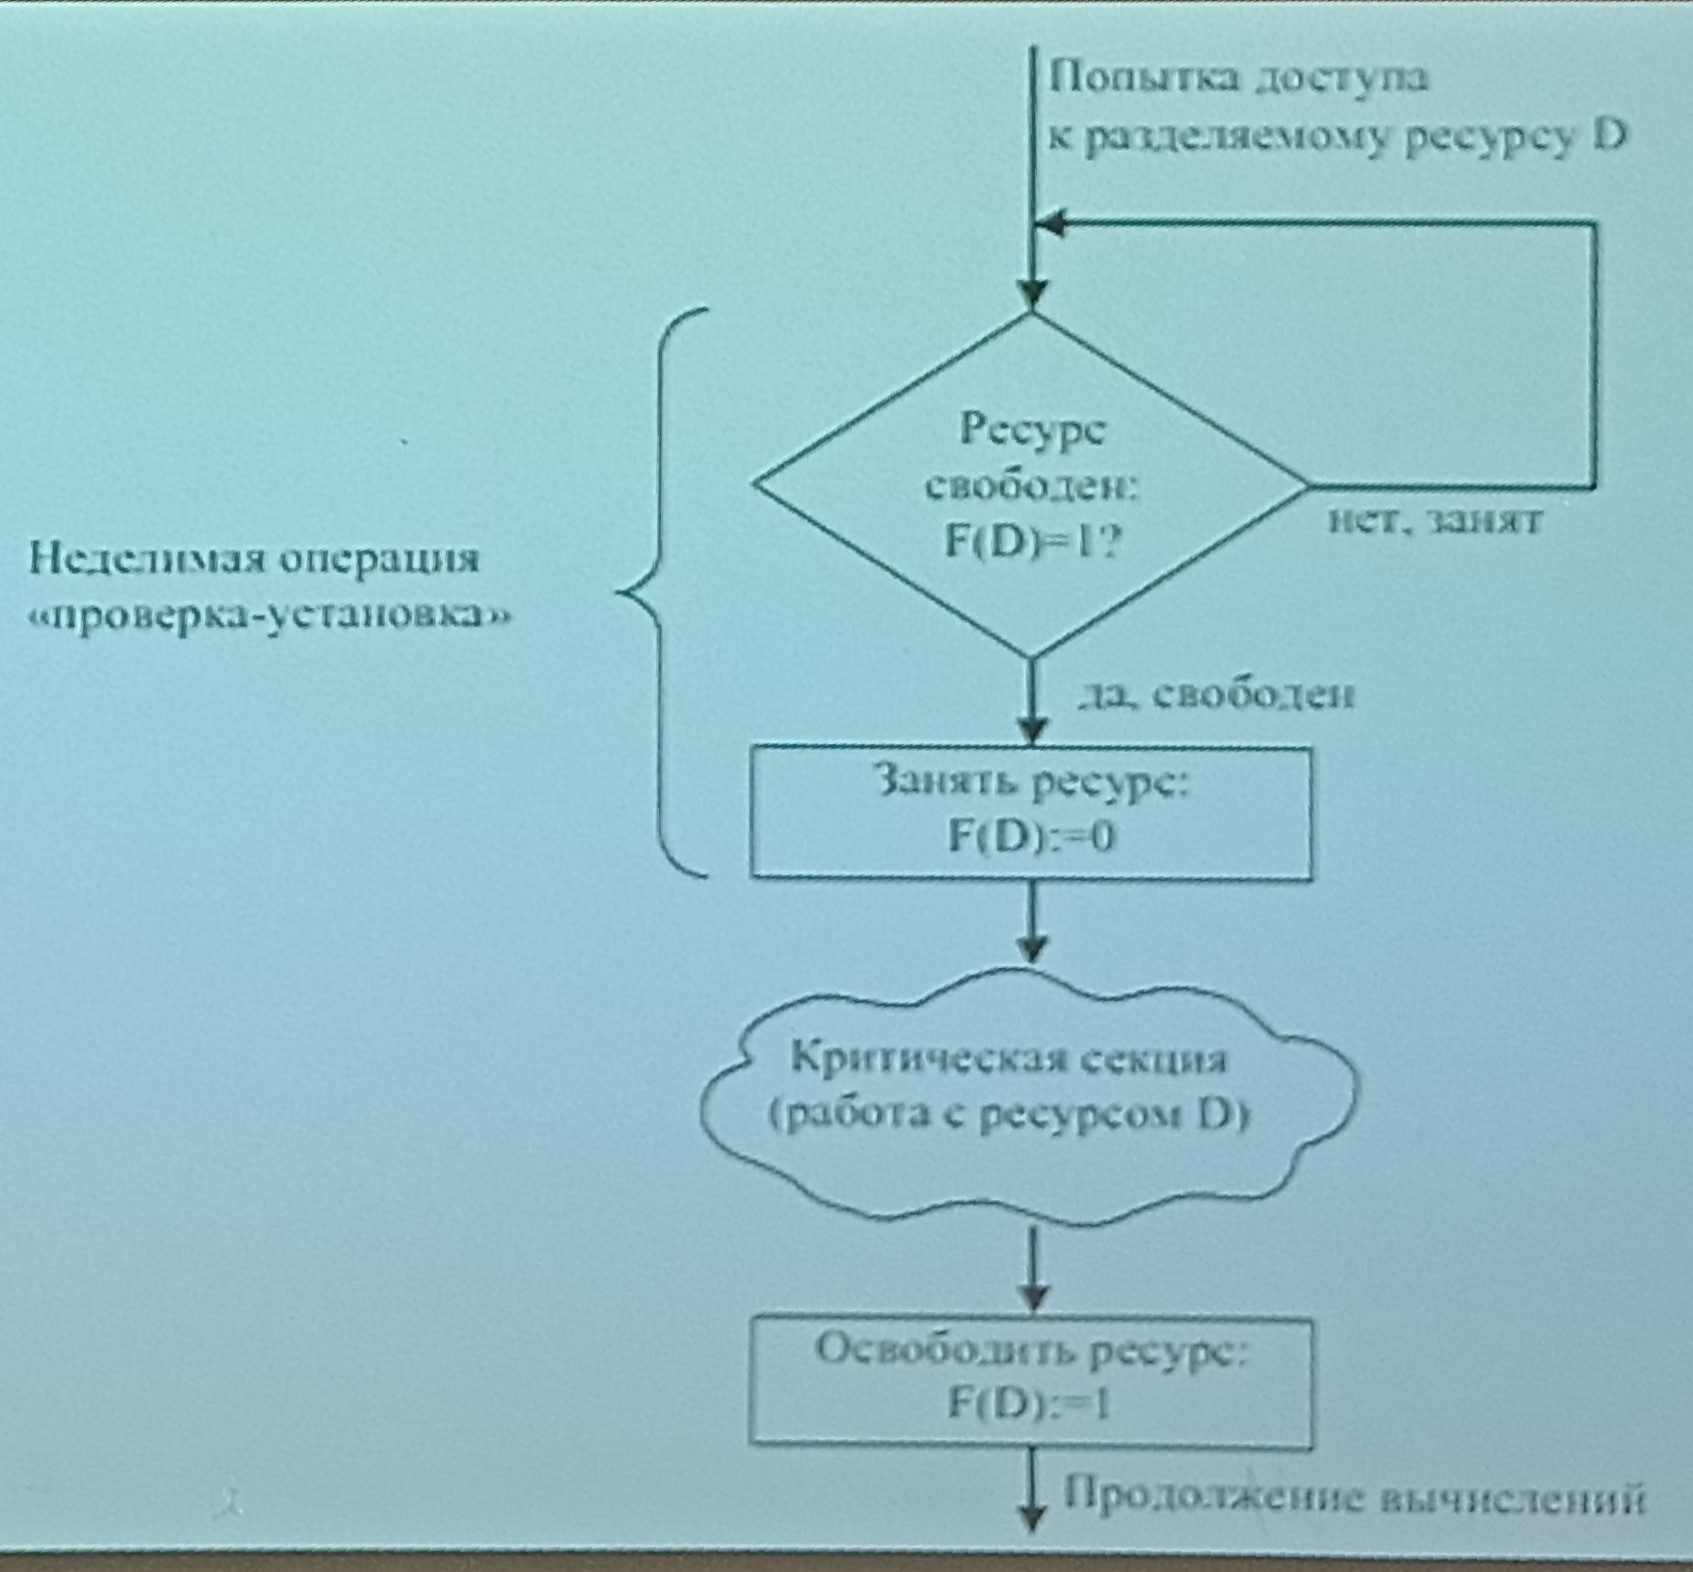 Попытка доступа
к разделяемому ресурсу D
Ресурс
свободен:
F(D)=1?
нет, занят
Неделимая операция
«проверка-установка»
да, свободен
Занять ресурс:
F(D):=0
Критическая секция
(работа с ресурсом D)
Освободить ресурс:
F(D):=1
Продолжение вычислений